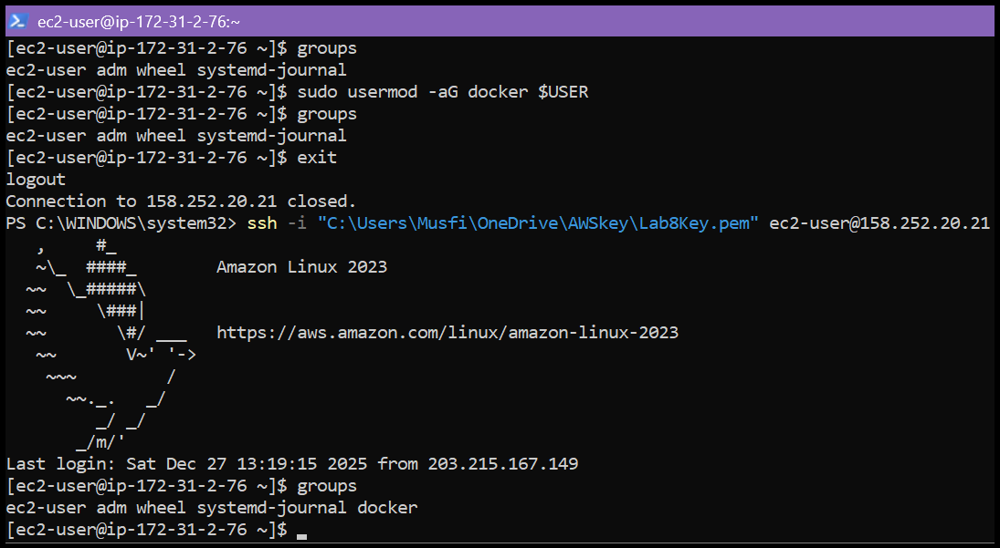 ec2-user@ip-172-31-2-76:~
[ec2-user@ip-172-31-2-76 ~]$ groups
ec2-user adm wheel systemd-journal
[ec2-user@ip-172-31-2-76 ~]$ sudo usermod -aG docker $USER
[ec2-user@ip-172-31-2-76 ~]$ groups
ec2-user adm wheel systemd-journal
[ec2-user@ip-172-31-2-76 ~]$ exit
logout
Connection to 158.252.20.21 closed.
PS C:\WINDOWS\system32> ssh -i "C:\Users\Musfi\OneDrive\AWSkey\Lab8Key.pem" ec2-user@158.252.20.21
   ,     #_
   ~\_  ####_        Amazon Linux 2023
  ~~  \_#####\
  ~~     \###|
  ~~       \#/ ___   https://aws.amazon.com/linux/amazon-linux-2023
   ~~       V~' '->
    ~~~         /
      ~~._.   _/
         _/ _/
       _/m/'
Last login: Sat Dec 27 13:19:15 2025 from 203.215.167.149
[ec2-user@ip-172-31-2-76 ~]$ groups
ec2-user adm wheel systemd-journal docker
[ec2-user@ip-172-31-2-76 ~]$